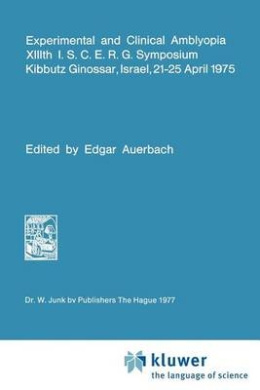 Experimental and Clinical Amblyopia
XIIIth I. S. C. E. R. G. Symposium
Kibbutz Ginossar, Israel, 21-25 April 1975
Edited by Edgar Auerbach
Dr. W. Junk bv Publishers The Hague 1977
kluwer
the language of science